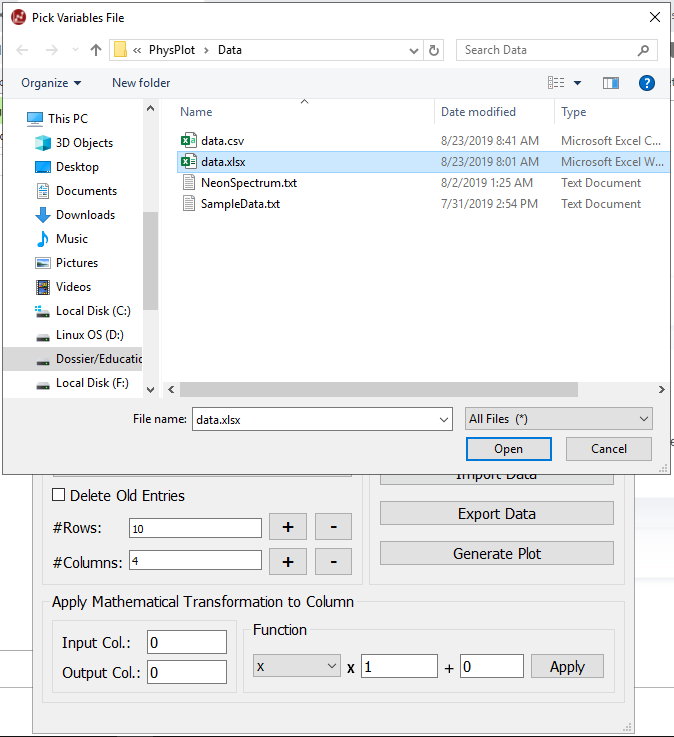 Pick Variables File
« PhysPlot › Data
Search Data
Organize
New folder
?
This PC
3D Objects
Desktop
Documents
Downloads
Music
Pictures
Videos
Local Disk (C:)
Linux OS (D:)
Dossier/Educatio
Local Disk (F:)
Name Date modified Type
data.csv 8/23/2019 8:41 AM Microsoft Excel C...
data.xlsx 8/23/2019 8:01 AM Microsoft Excel W...
NeonSpectrum.txt 8/2/2019 1:25 AM Text Document
SampleData.txt 7/31/2019 2:54 PM Text Document
File name: data.xlsx All Files (*)
Open Cancel
Import Data
Delete Old Entries
#Rows: 10 + -
Export Data
#Columns: 4 + -
Generate Plot
Apply Mathematical Transformation to Column
Input Col.: 0
Output Col.: 0
Function
x x 1 + 0 Apply